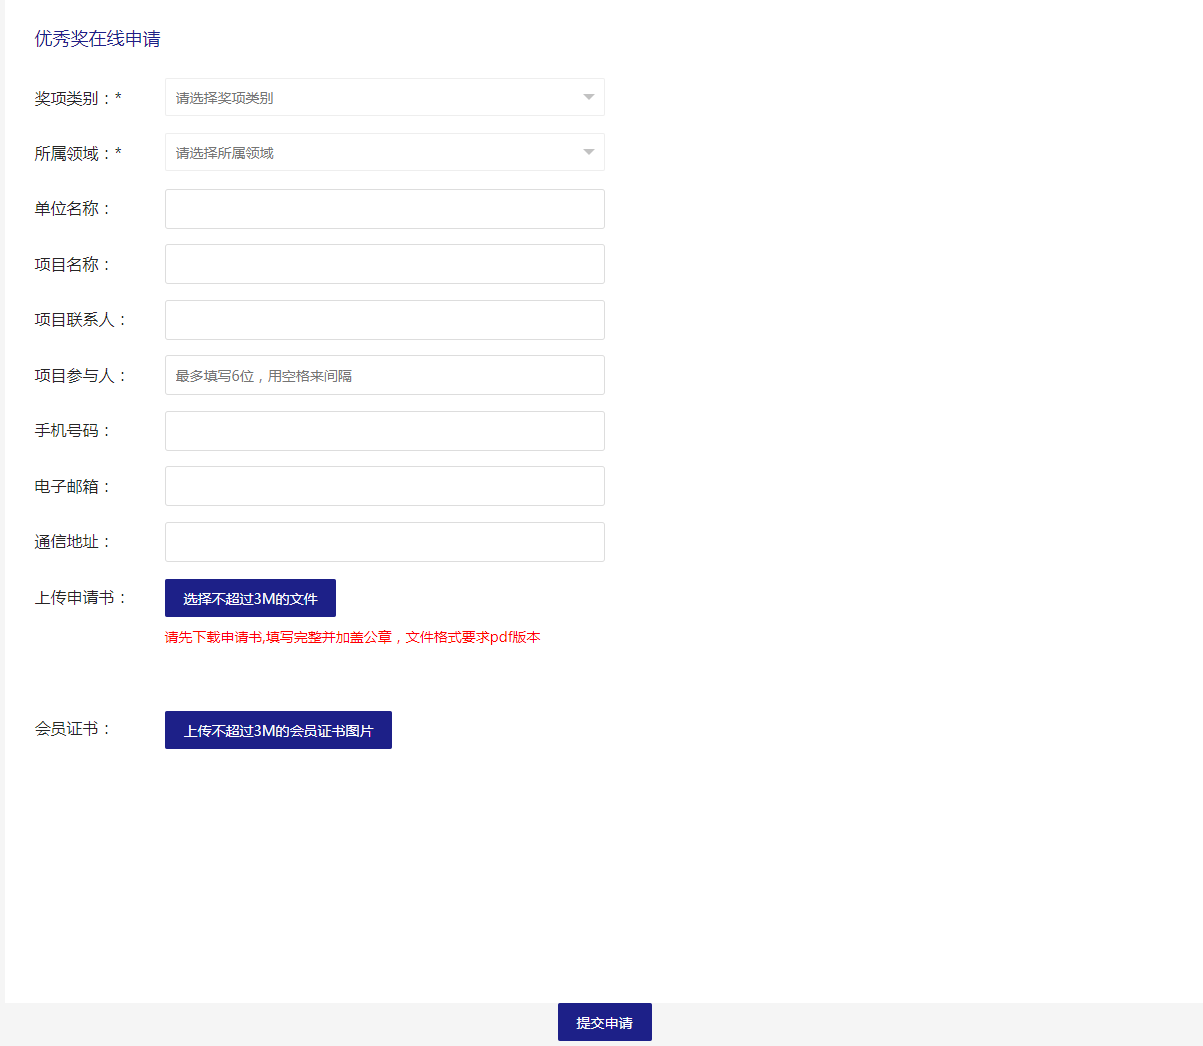 优秀奖在线申请
奖项类别：*
请选择奖项类别
所属领域：*
请选择所属领域
单位名称：
项目名称：
项目联系人：
项目参与人：
最多填写6位，用空格来间隔
手机号码：
电子邮箱：
通信地址：
上传申请书：
选择不超过3M的文件
请先下载申请书,填写完整并加盖公章，文件格式要求pdf版本
会员证书：
上传不超过3M的会员证书图片
提交申请